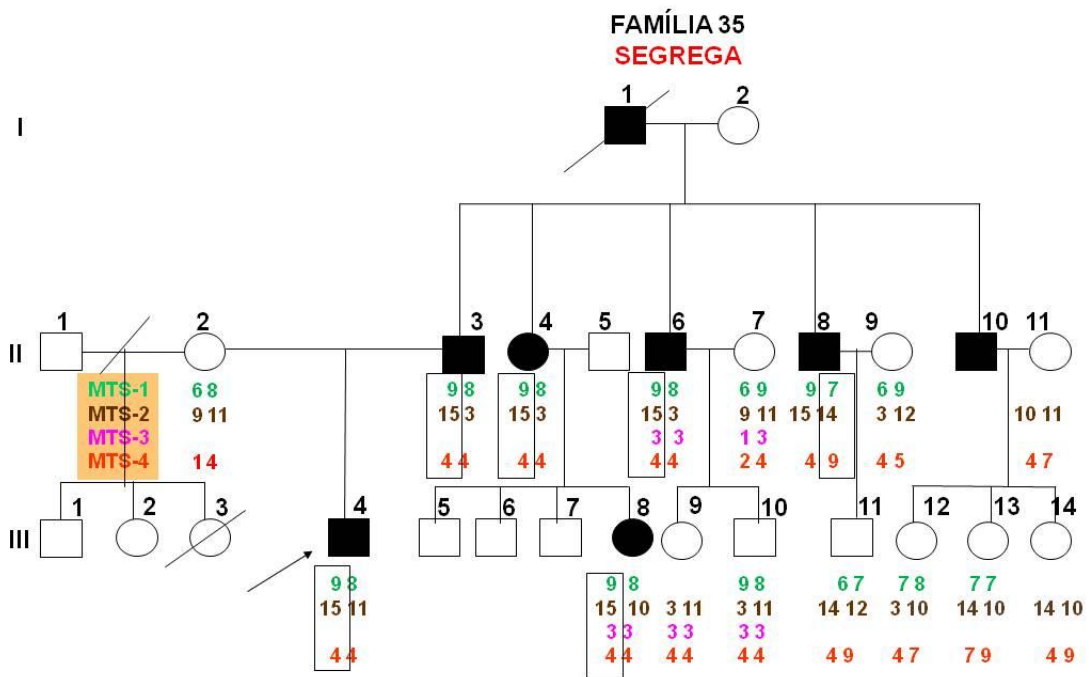 FAMÍLIA 35
SEGREGA
1 2
I
1 2 3 4 5 6 7 8 9 10 11
II
MTS-1 6 8 9 8 9 8 9 8 6 9 9 7 6 9
MTS-2 9 11 15 3 15 3 15 3 9 11 15 14 3 12 10 11
MTS-3 3 3 1 3
MTS-4 1 4 4 4 4 4 4 4 2 4 4 9 4 5 4 7
1 2 3 4 5 6 7 8 9 10 11 12 13 14
III
9 8 9 8 9 8 6 7 7 8 7 7
15 11 15 10 3 11 3 11 14 12 3 10 14 10 14 10
3 3 3 3 3 3
4 4 4 4 4 4 4 4 4 9 4 7 7 9 4 9